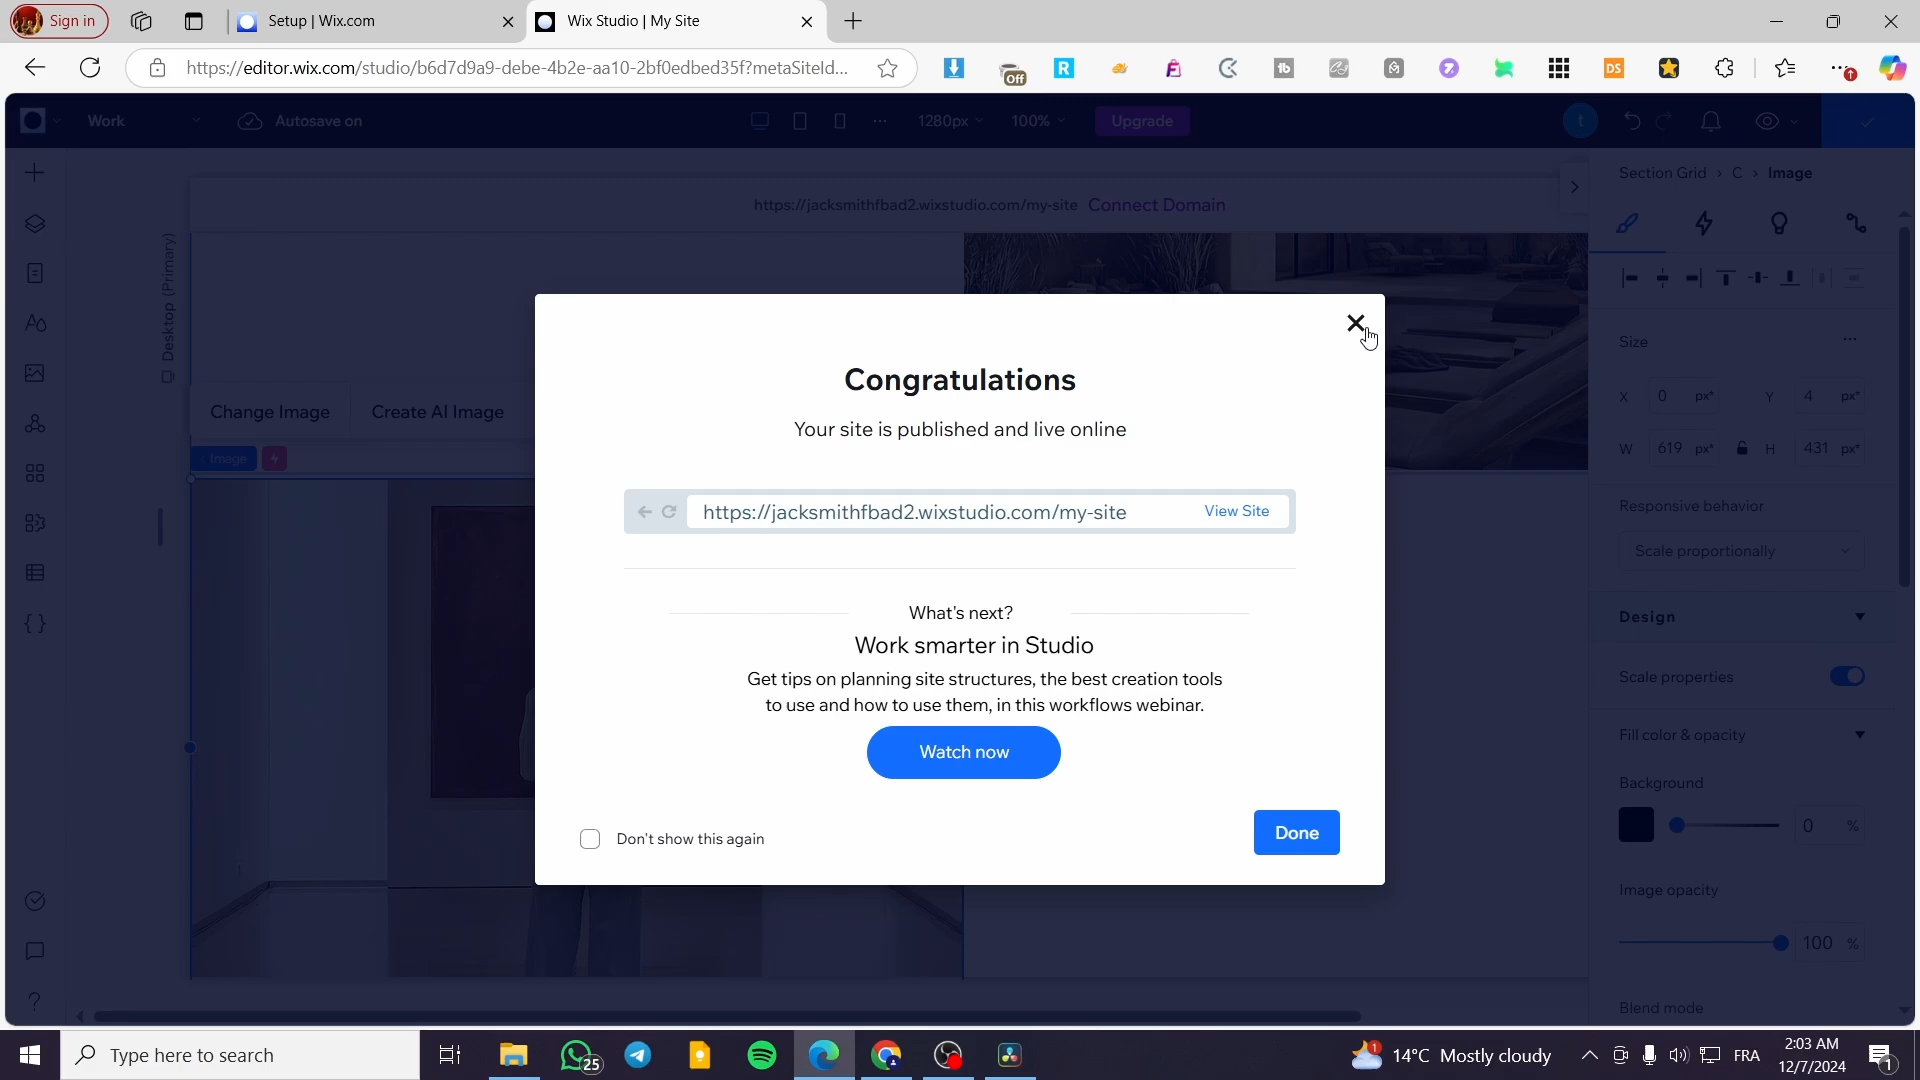 Sign in
Setup | Wix.com
Wix Studio | My Site
https://editor.wix.com/studio/b6d7d9a9-debe-4b2e-aa10-2bf0edbed35f?metaSiteId...
Off
R
tb
DS
Work
Autosave on
1280px
100%
Upgrade
t
https://jacksmithfbad2.wixstudio.com/my-site Connect Domain
Section Grid > C > Image
Desktop (Primary)
Change Image
Create AI Image
< Image
Size
X 0 px*
Y 4 px*
W 619 px*
H 431 px*
Responsive behavior
Scale proportionally
Design
Scale properties
Fill color & opacity
Background
0 %
Image opacity
100 %
Blend mode
Congratulations
Your site is published and live online
https://jacksmithfbad2.wixstudio.com/my-site
View Site
What's next?
Work smarter in Studio
Get tips on planning site structures, the best creation tools
to use and how to use them, in this workflows webinar.
Watch now
Don't show this again
Done
Type here to search
25
1
14°C Mostly cloudy
FRA
2:03 AM
12/7/2024
1